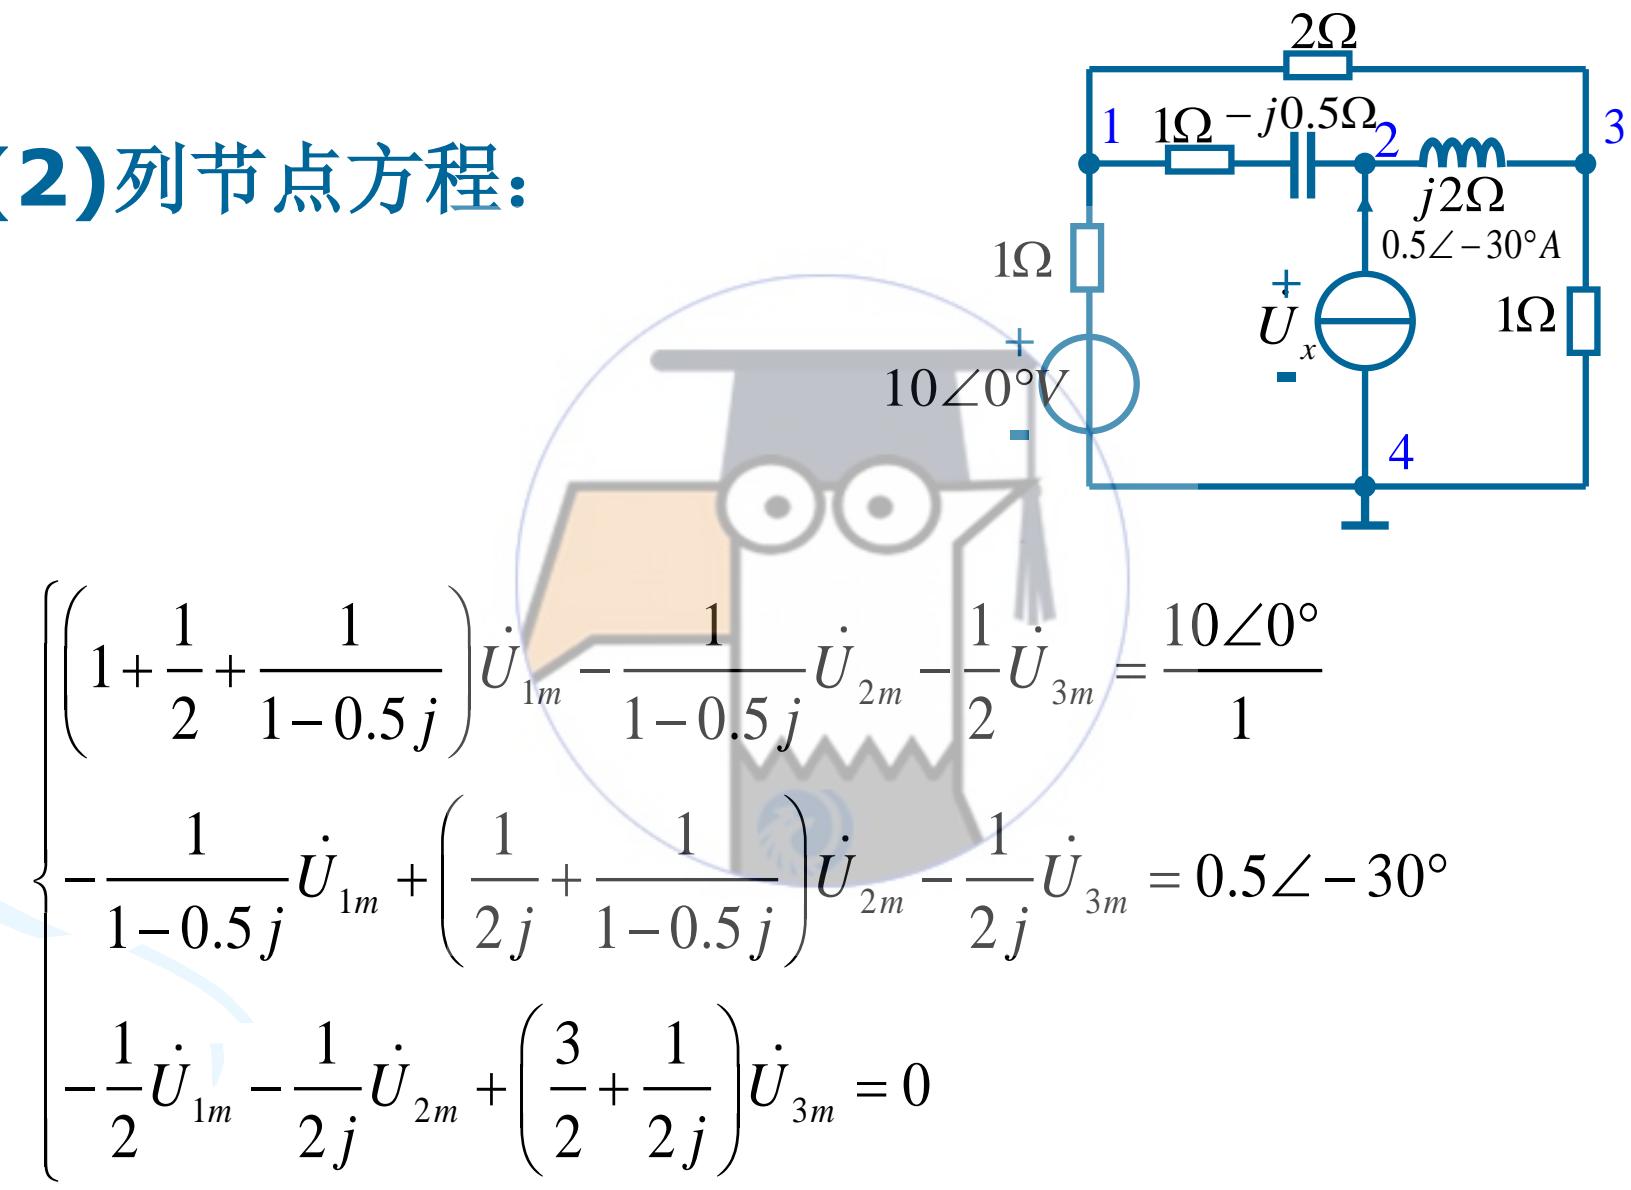 (2)列节点方程:
2Ω
1 1Ω −j0.5Ω 2 3
j2Ω
0.5∠−30°A
1Ω
+
U̇x
-
1Ω
+
10∠0°V
-
4
(1 + 1/2 + 1/(1−0.5j)) U̇1m − 1/(1−0.5j) U̇2m − 1/2 U̇3m = 10∠0°/1
−1/(1−0.5j) U̇1m + (1/2j + 1/(1−0.5j)) U̇2m − 1/2j U̇3m = 0.5∠−30°
−1/2 U̇1m − 1/2j U̇2m + (3/2 + 1/2j) U̇3m = 0